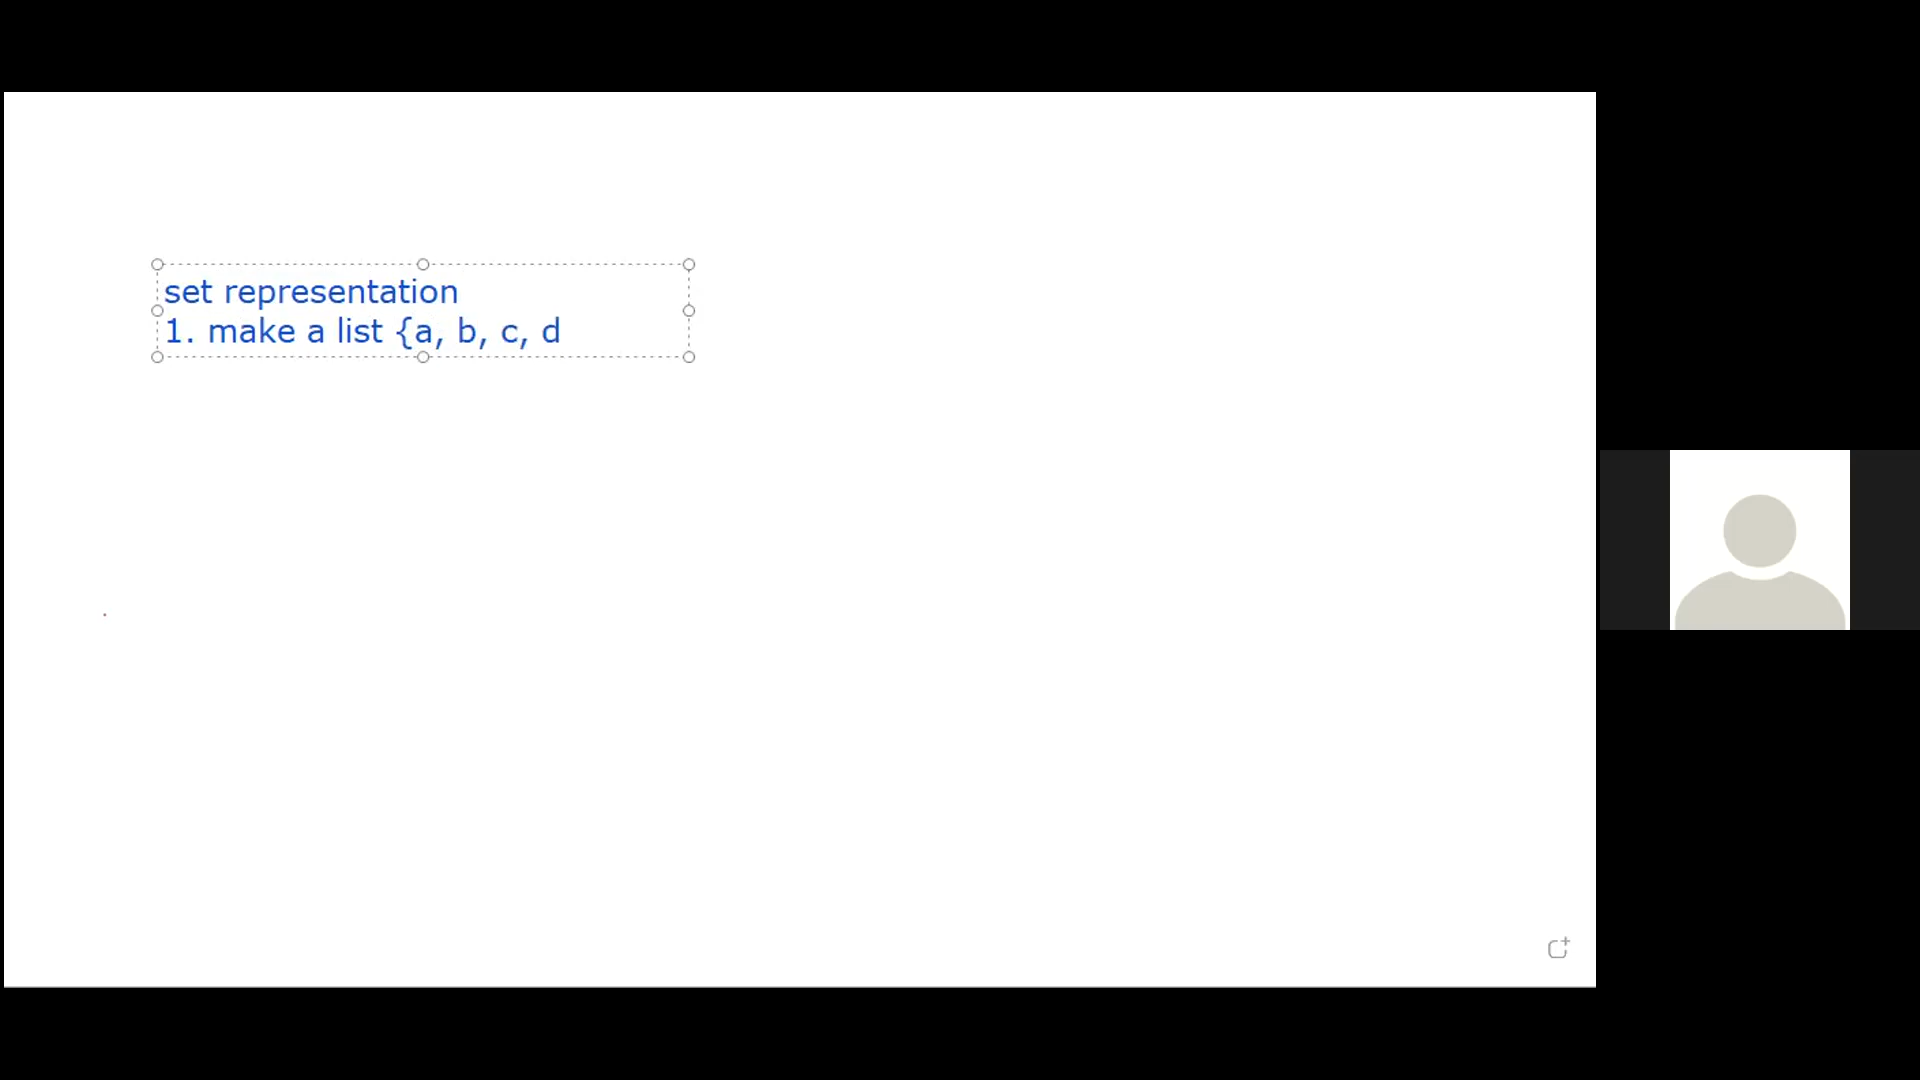 set representation
1. make a list {a, b, c, d